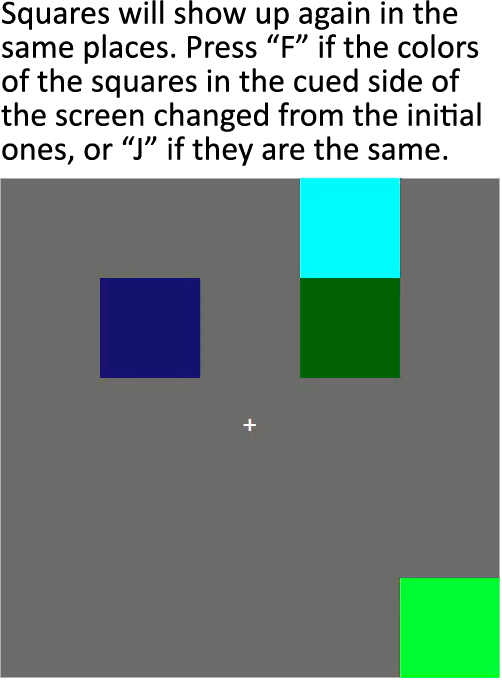 Squares will show up again in the
same places. Press “F” if the colors
of the squares in the cued side of
the screen changed from the initial
ones, or “J” if they are the same.
+